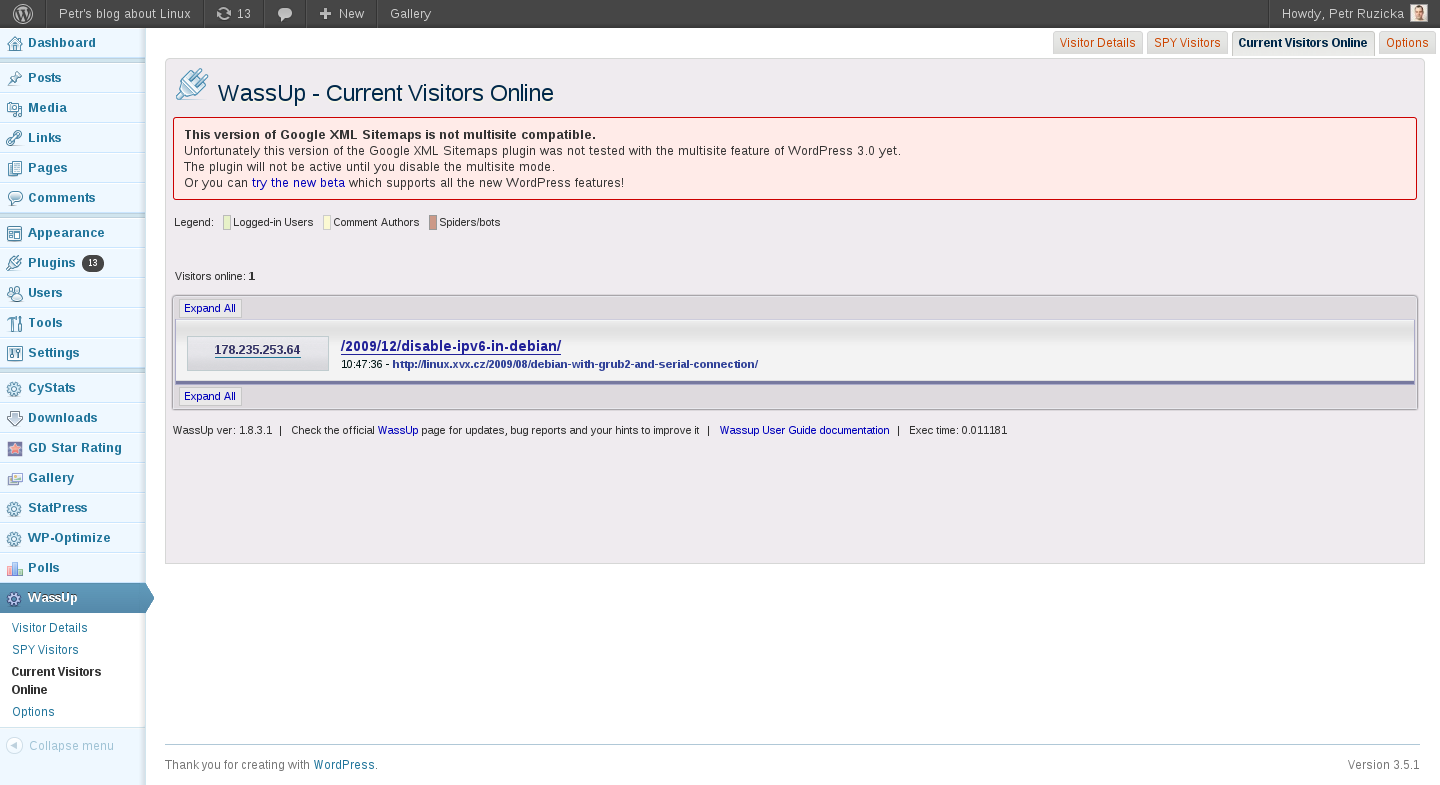 Petr's blog about Linux
13
New
Gallery
Howdy, Petr Ruzicka
Dashboard
Posts
Media
Links
Pages
Comments
Appearance
Plugins 13
Users
Tools
Settings
CyStats
Downloads
GD Star Rating
Gallery
StatPress
WP-Optimize
Polls
WassUp
Visitor Details
SPY Visitors
Current Visitors
Online
Options
Collapse menu
Visitor Details
SPY Visitors
Current Visitors Online
Options
WassUp - Current Visitors Online
This version of Google XML Sitemaps is not multisite compatible.
Unfortunately this version of the Google XML Sitemaps plugin was not tested with the multisite feature of WordPress 3.0 yet.
The plugin will not be active until you disable the multisite mode.
Or you can try the new beta which supports all the new WordPress features!
Legend: Logged-in Users Comment Authors Spiders/bots
Visitors online: 1
Expand All
178.235.253.64
/2009/12/disable-ipv6-in-debian/
10:47:36 - http://linux.xvx.cz/2009/08/debian-with-grub2-and-serial-connection/
Expand All
WassUp ver: 1.8.3.1 | Check the official WassUp page for updates, bug reports and your hints to improve it | Wassup User Guide documentation | Exec time: 0.011181
Thank you for creating with WordPress.
Version 3.5.1